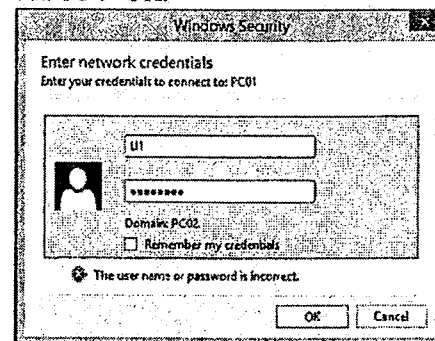 Windows Security
Enter network credentials
Enter your credentials to connect to: PC01
U1
••••••••
Domain: PC02
Remember my credentials
The user name or password is incorrect.
OK
Cancel